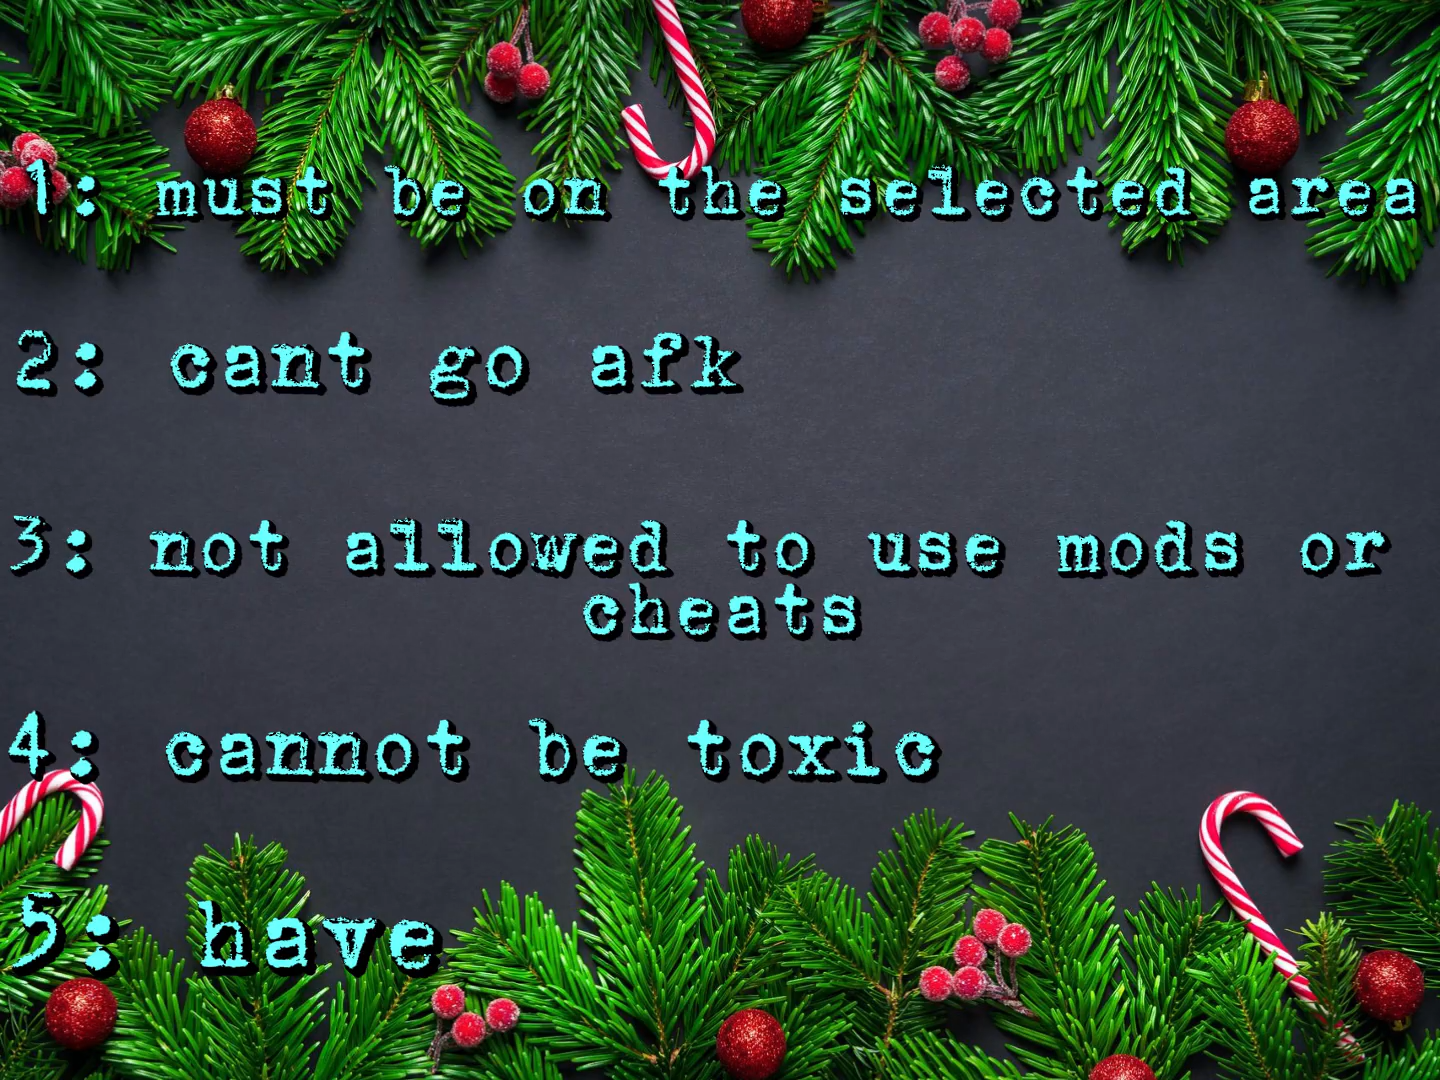 1: must be on the selected area
2: cant go afk
3: not allowed to use mods or
cheats
4: cannot be toxic
5: have